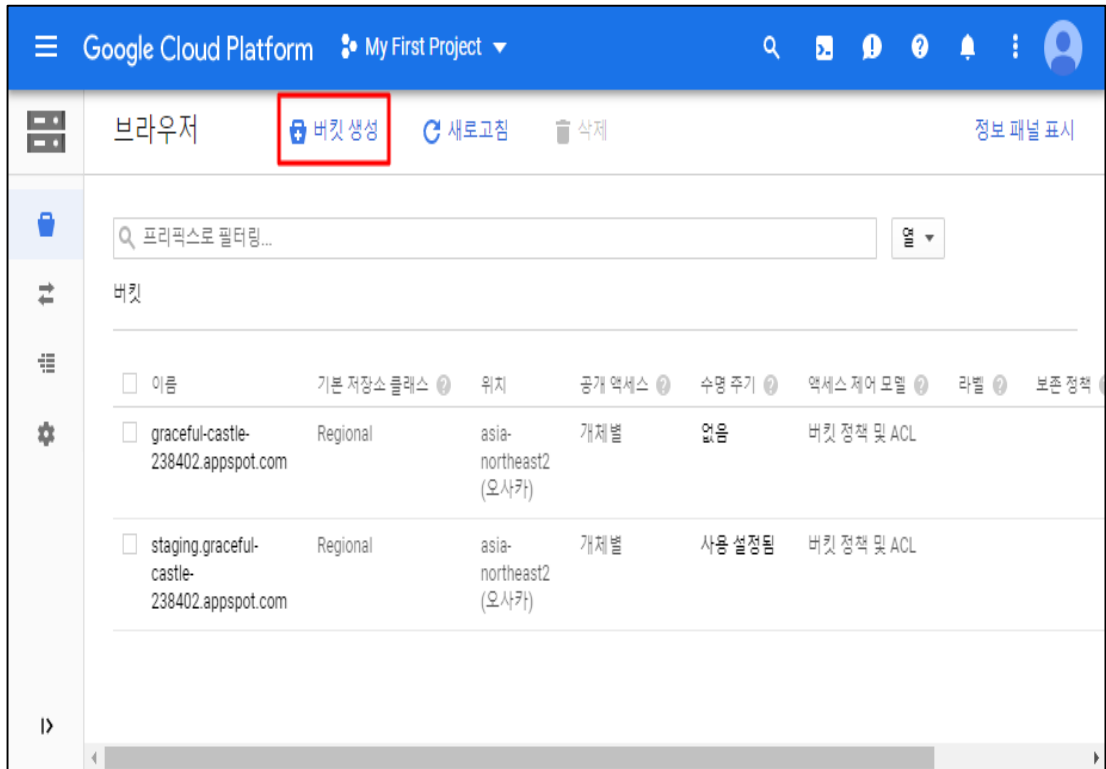 Google Cloud Platform My First Project
브라우저 버킷 생성 새로고침 삭제 정보 패널 표시
프리픽스로 필터링... 열
버킷
이름 기본 저장소 클래스 위치 공개 액세스 수명 주기 액세스 제어 모델 라벨 보존 정책
graceful-castle- Regional asia- 개체별 없음 버킷 정책 및 ACL
238402.appspot.com northeast2
(오사카)
staging.graceful- Regional asia- 개체별 사용 설정됨 버킷 정책 및 ACL
castle- northeast2
238402.appspot.com (오사카)